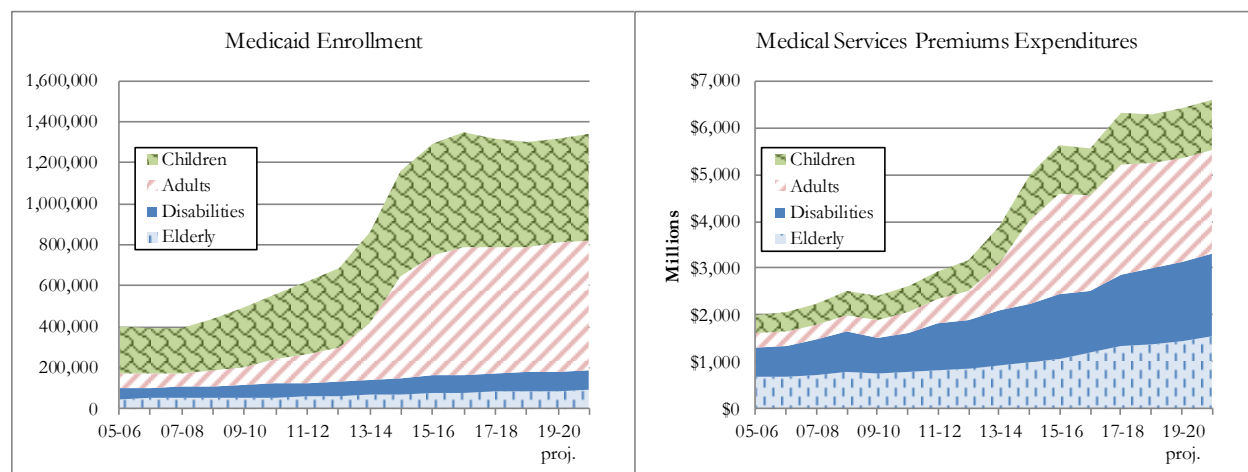 Medicaid Enrollment
1,600,000
1,400,000
1,200,000
1,000,000
800,000
600,000
400,000
200,000
0
Children
Adults
Disabilities
Elderly
05-06 07-08 09-10 11-12 13-14 15-16 17-18 19-20
proj.
Medical Services Premiums Expenditures
$7,000
$6,000
$5,000
$4,000
$3,000
$2,000
$1,000
$0
Millions
Children
Adults
Disabilities
Elderly
05-06 07-08 09-10 11-12 13-14 15-16 17-18 19-20
proj.